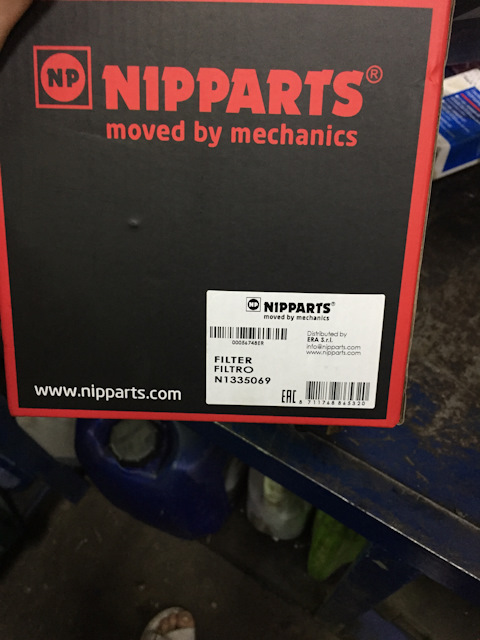 NP NIPPARTS®
moved by mechanics
NP NIPPARTS®
moved by mechanics
Distributed by
ERA S.r.l.
info@nipparts.com
www.nipparts.com
FILTER
FILTRO
N1335069
EAC
www.nipparts.com